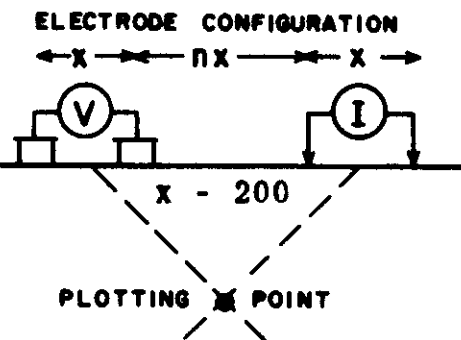 ELECTRODE CONFIGURATION
x nx x
V I
x - 200
PLOTTING POINT